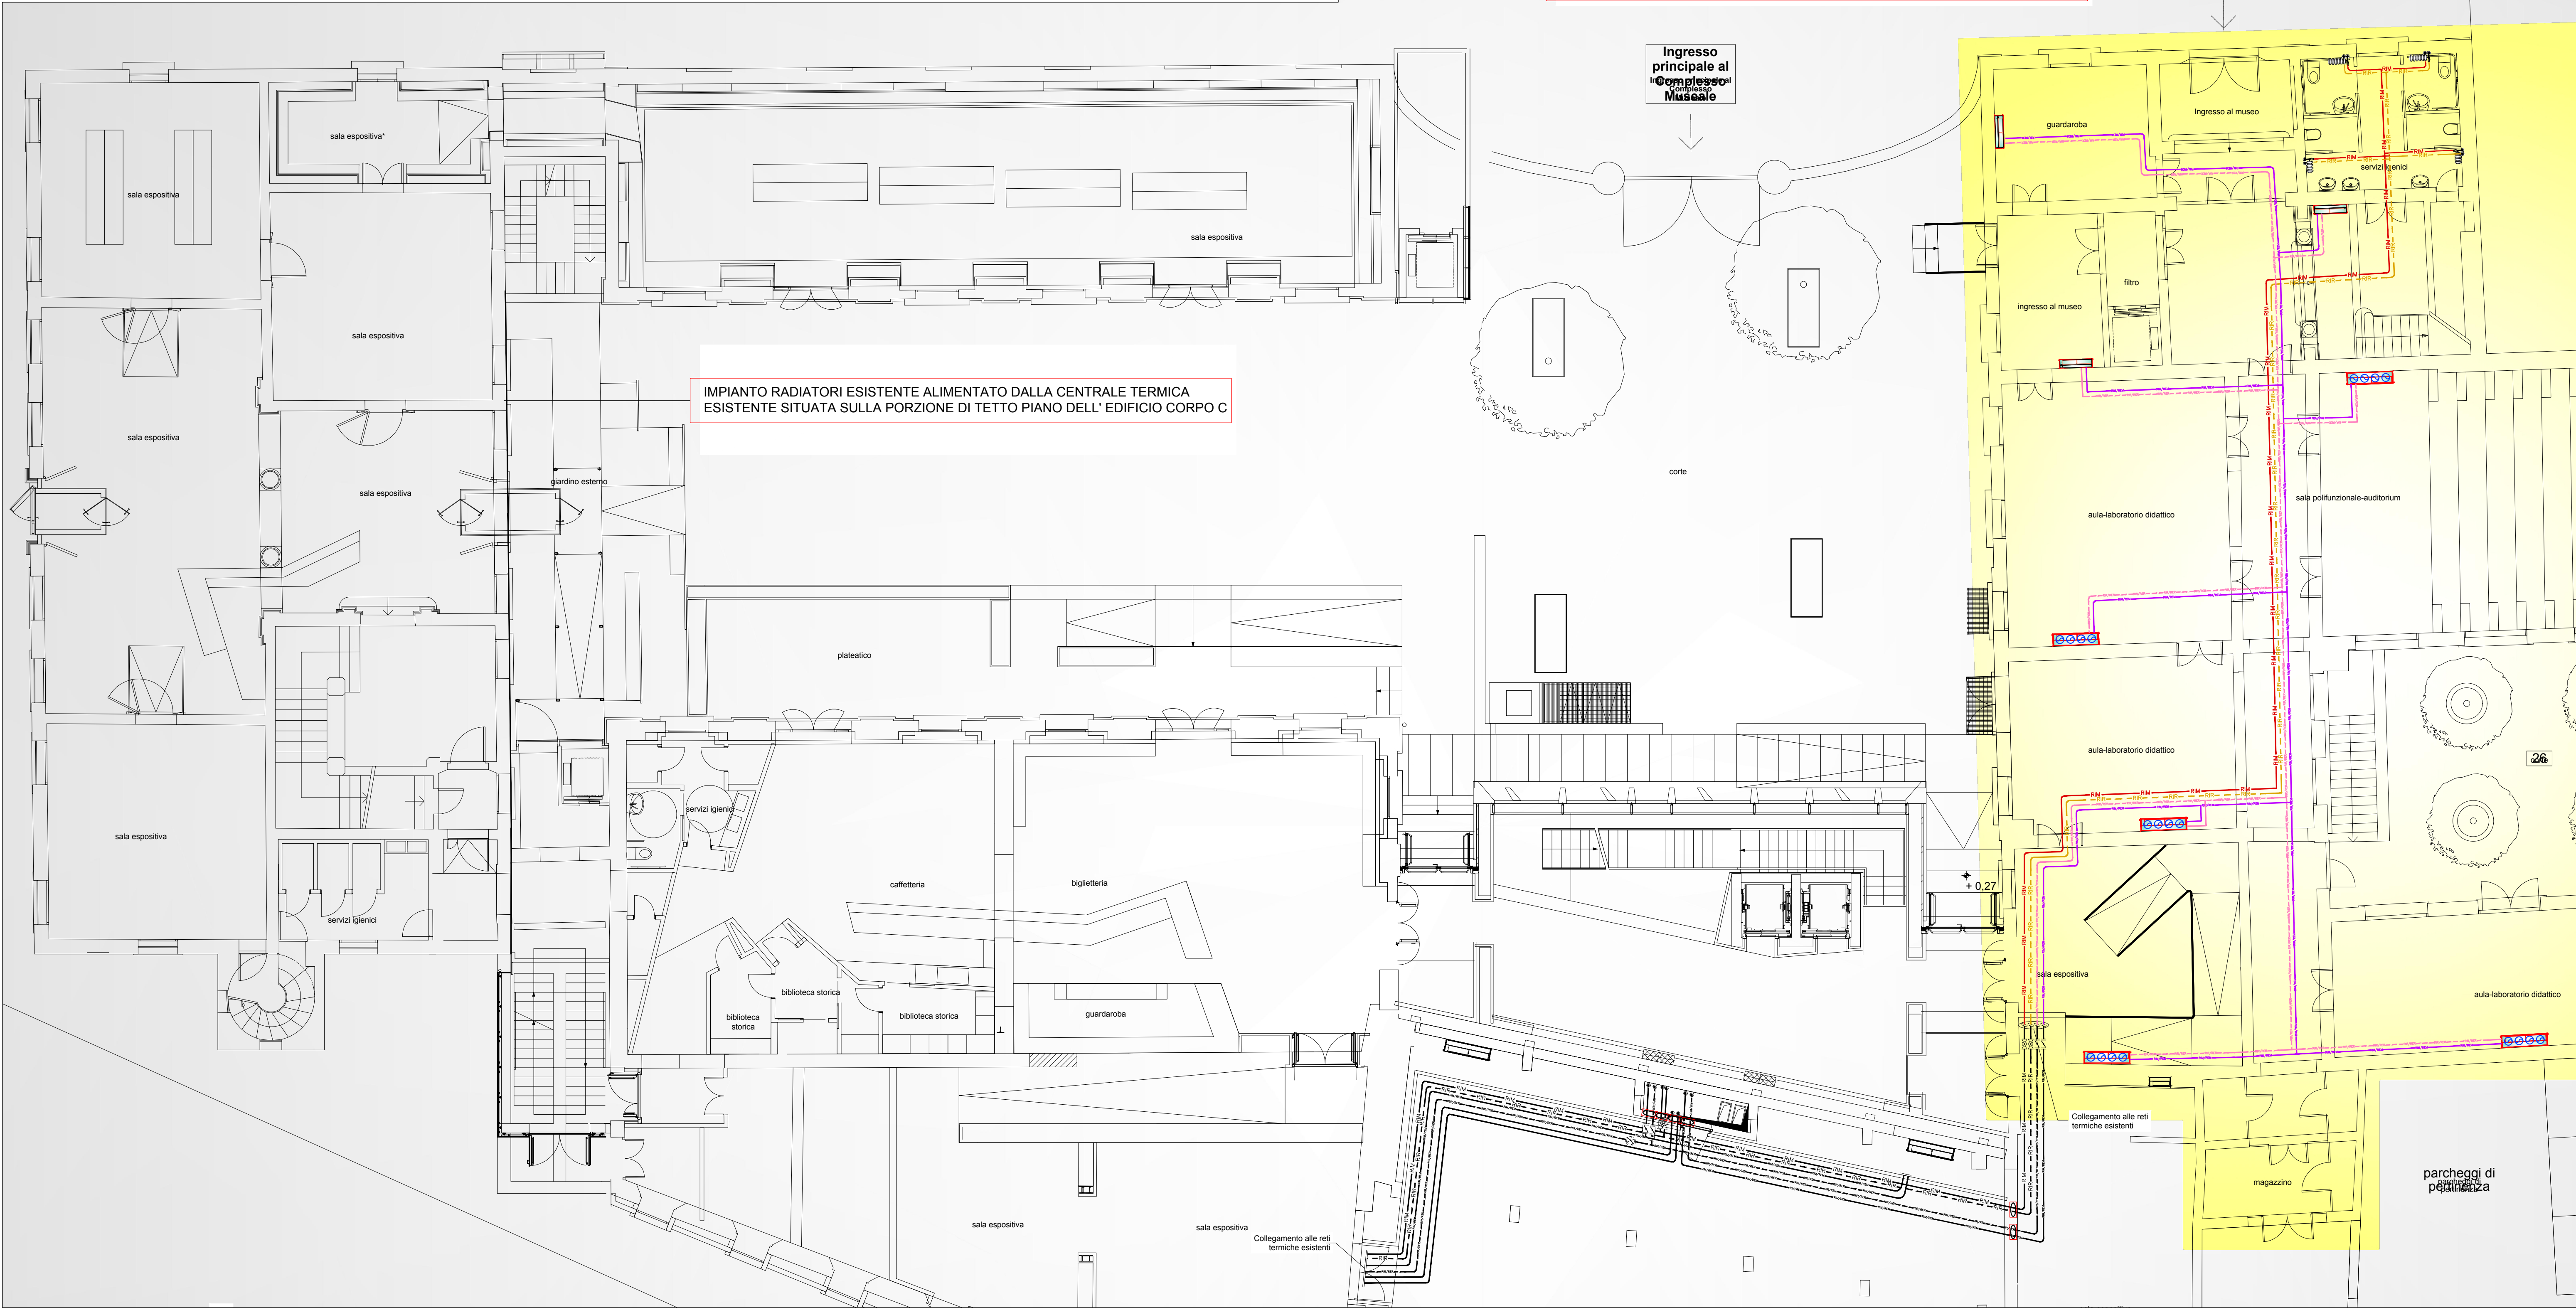 Ingresso
principale al
Complesso
Museale
sala espositiva*
sala espositiva
sala espositiva
sala espositiva
guardaroba
Ingresso al museo
servizi igenici
ingresso al museo
filtro
IMPIANTO RADIATORI ESISTENTE ALIMENTATO DALLA CENTRALE TERMICA
ESISTENTE SITUATA SULLA PORZIONE DI TETTO PIANO DELL' EDIFICIO CORPO C
sala espositiva
sala espositiva
giardino esterno
corte
sala polifunzionale-auditorium
aula-laboratorio didattico
plateatico
aula-laboratorio didattico
26
sala espositiva
servizi igienici
caffetteria
biglietteria
+ 0,27
servizi igienici
sala espositiva
biblioteca storica
biblioteca
storica
biblioteca storica
guardaroba
aula-laboratorio didattico
RIM
RIR
Collegamento alle reti
termiche esistenti
magazzino
parcheggi di
pertinenza
sala espositiva
sala espositiva
Collegamento alle reti
termiche esistenti